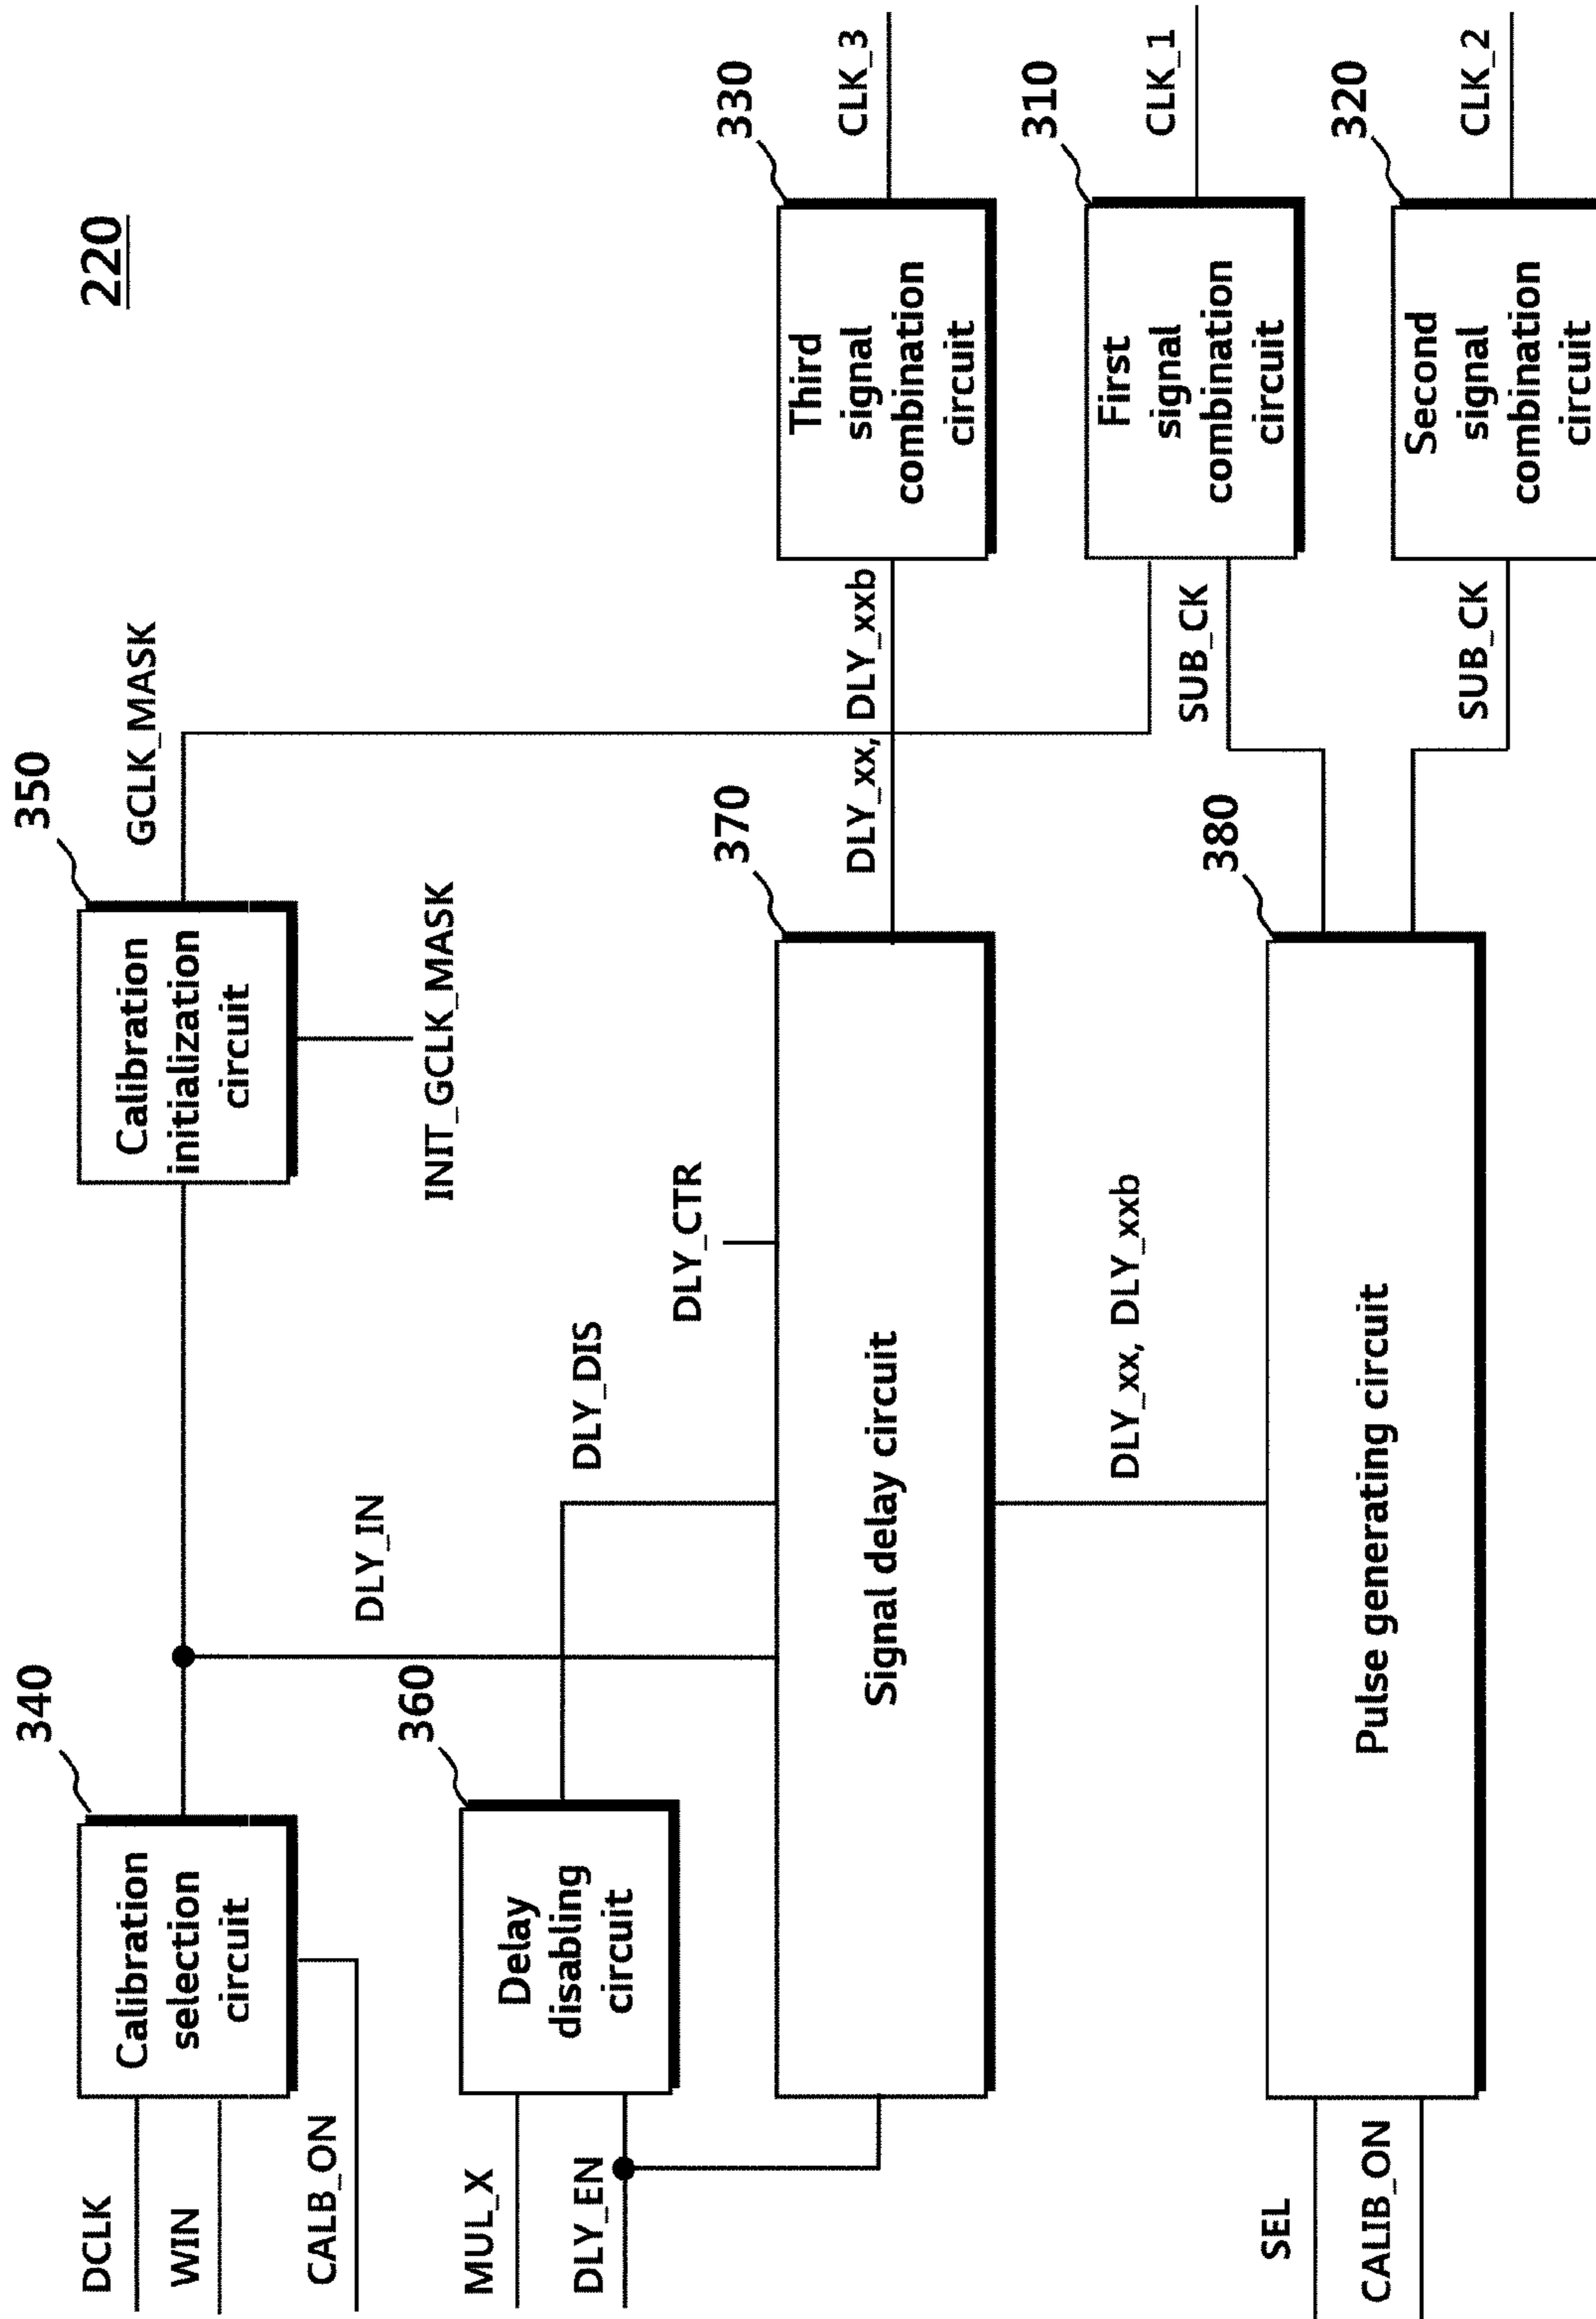 220
340
350
DCLK
WIN
CALB_ON
Calibration
selection
circuit
Calibration
initialization
circuit
GCLK_MASK
INIT_GCLK_MASK
DLY_IN
360
MUL_X
DLY_EN
Delay
disabling
circuit
DLY_DIS
DLY_CTR
370
Signal delay circuit
DLY_xx, DLY_xxb
330
Third
signal
combination
circuit
CLK_3
310
First
signal
combination
circuit
CLK_1
SUB_CK
DLY_xx, DLY_xxb
380
SEL
CALIB_ON
Pulse generating circuit
SUB_CK
320
Second
signal
combination
circuit
CLK_2